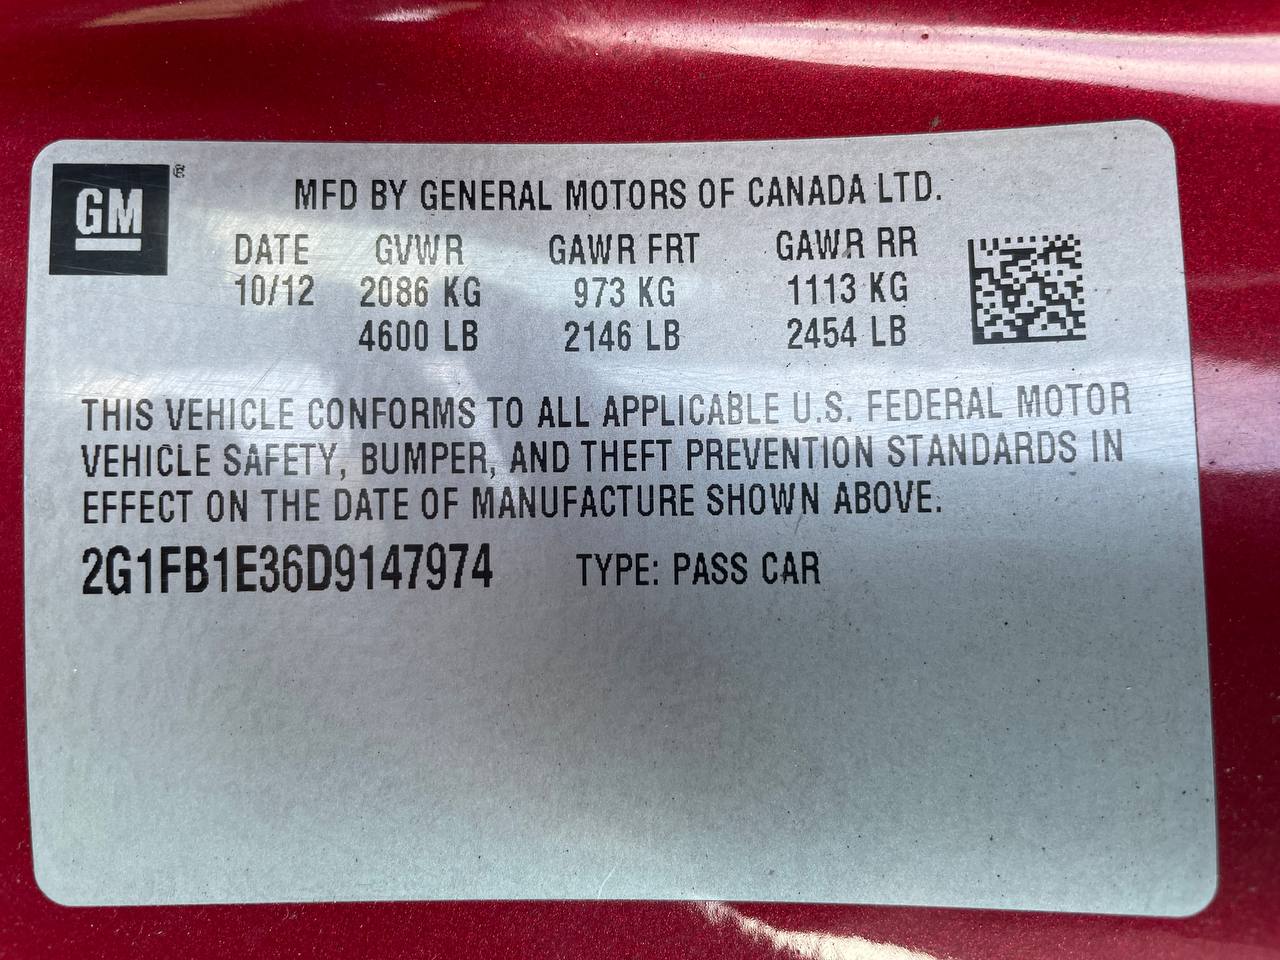 GM ®
MFD BY GENERAL MOTORS OF CANADA LTD.
DATE GVWR GAWR FRT GAWR RR
10/12 2086 KG 973 KG 1113 KG
4600 LB 2146 LB 2454 LB
THIS VEHICLE CONFORMS TO ALL APPLICABLE U.S. FEDERAL MOTOR
VEHICLE SAFETY, BUMPER, AND THEFT PREVENTION STANDARDS IN
EFFECT ON THE DATE OF MANUFACTURE SHOWN ABOVE.
2G1FB1E36D9147974 TYPE: PASS CAR